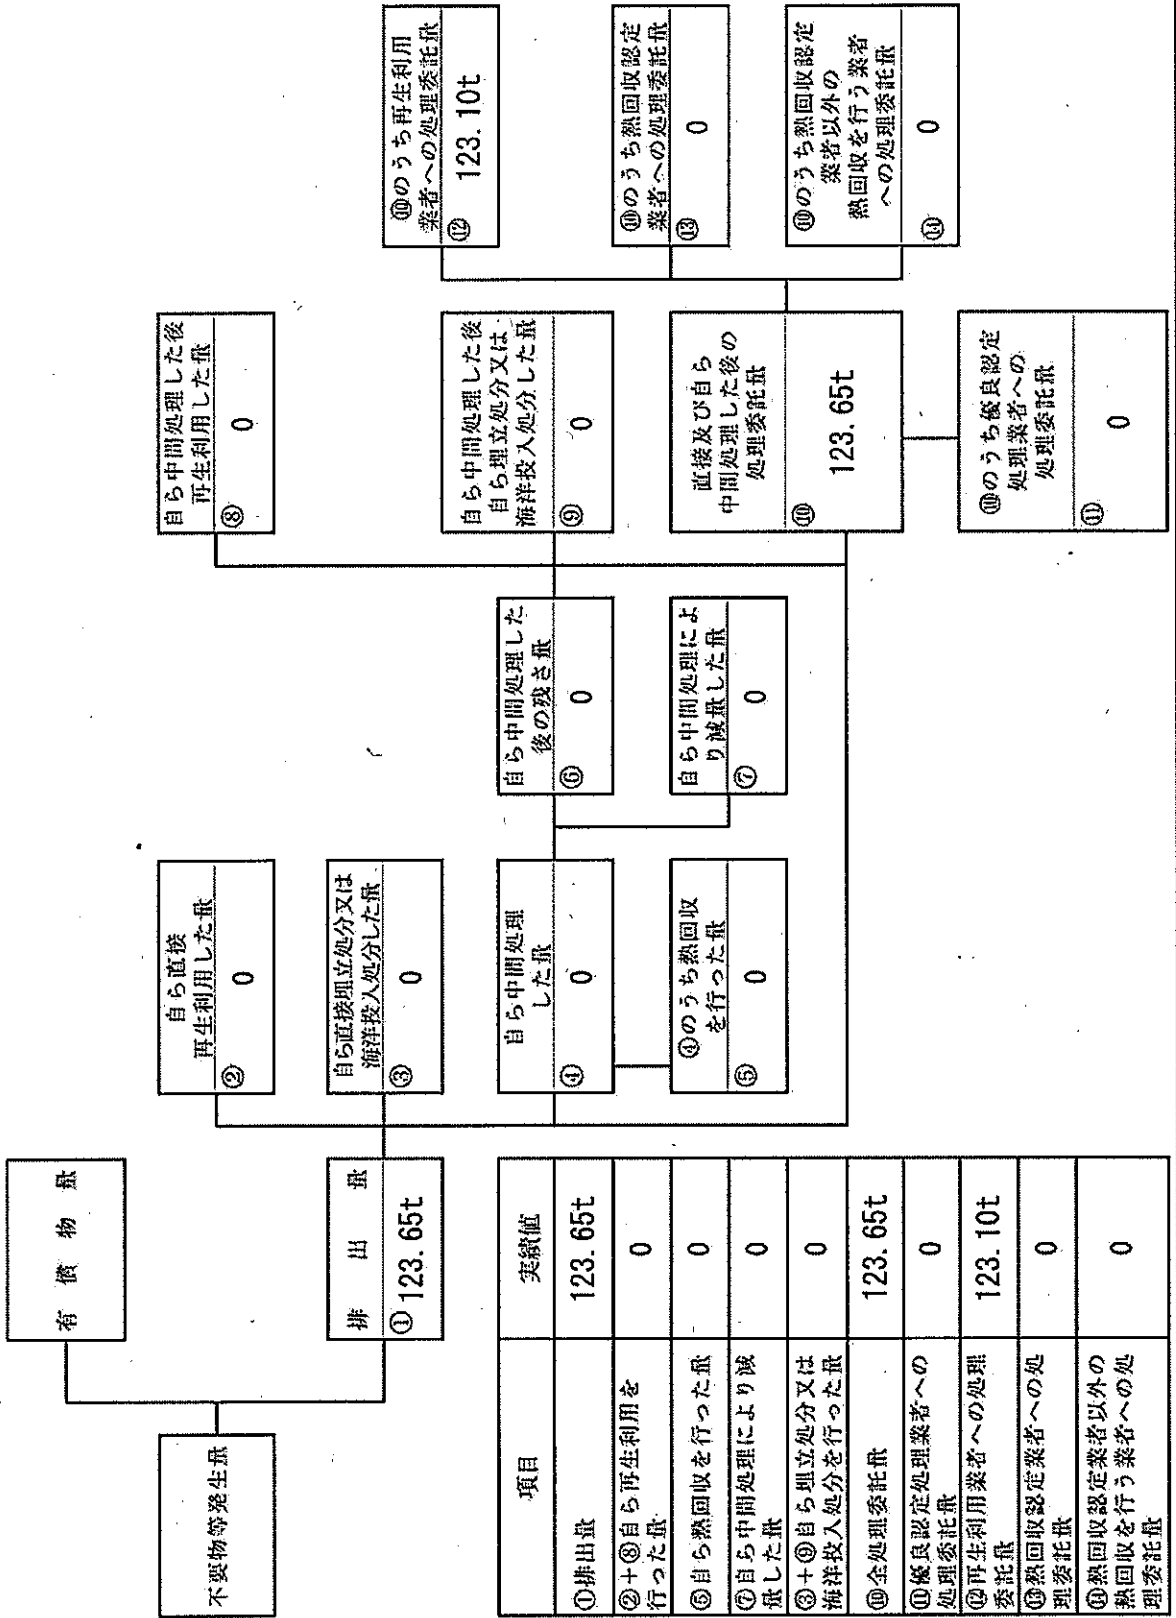 不要物等発生量
有償物量
排出量
① 123.65t
自ら直接
再生利用した量
② 0
自ら直接埋立処分又は
海洋投入処分した量
③ 0
自ら中間処理
した量
④ 0
④のうち熱回収
を行った量
⑤ 0
自ら中間処理した
後の残さ量
⑥ 0
自ら中間処理によ
り減量した量
⑦ 0
自ら中間処理した後
再生利用した量
⑧ 0
自ら中間処理した後
自ら埋立処分又は
海洋投入処分した量
⑨ 0
直接及び自ら
中間処理した後の
処理委託量
⑩ 123.65t
⑩のうち優良認定
処理業者への
処理委託量
⑪ 0
⑩のうち再生利用
業者への処理委託量
⑫ 123.10t
⑩のうち熱回収認定
業者への処理委託量
⑬ 0
⑩のうち熱回収認定
業者以外の
熱回収を行う業者
への処理委託量
⑭ 0
項目 実績値
①排出量 123.65t
②+⑧自ら再生利用を
行った量 0
⑤自ら熱回収を行った量 0
⑦自ら中間処理により減
量した量 0
③+⑨自ら埋立処分又は
海洋投入処分を行った量 0
⑩全処理委託量 123.65t
⑪優良認定処理業者への
処理委託量 0
⑫再生利用業者への処理
委託量 123.10t
⑬熱回収認定業者への処
理委託量 0
⑭熱回収認定業者以外の
熱回収を行う業者への処
理委託量 0